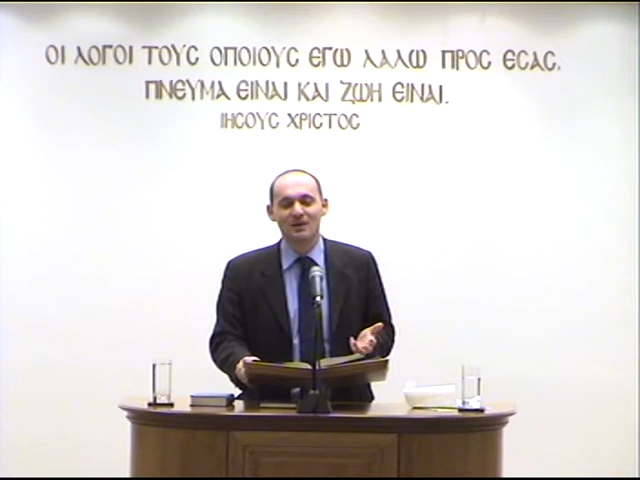 ΟΙ ΛΟΓΟΙ ΤΟΥΣ ΟΠΟΙΟΥΣ ΕΓΩ ΛΑΛΩ ΠΡΟΣ ΕΣΑΣ,
ΠΝΕΥΜΑ ΕΙΝΑΙ ΚΑΙ ΖΩΗ ΕΙΝΑΙ.
ΙΗΣΟΥΣ ΧΡΙΣΤΟΣ